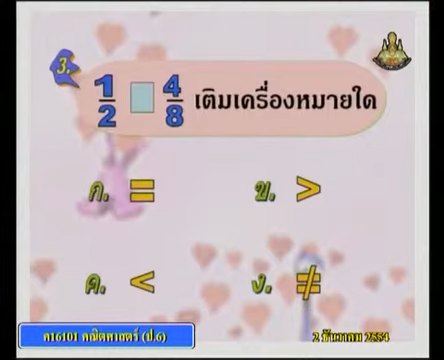 3.
1/2 □ 4/8 เติมเครื่องหมายใด
ก. =
ข. >
ค. <
ง. ≠
ค16101 คณิตศาสตร์ (ป.6)
2 ธันวาคม 2554